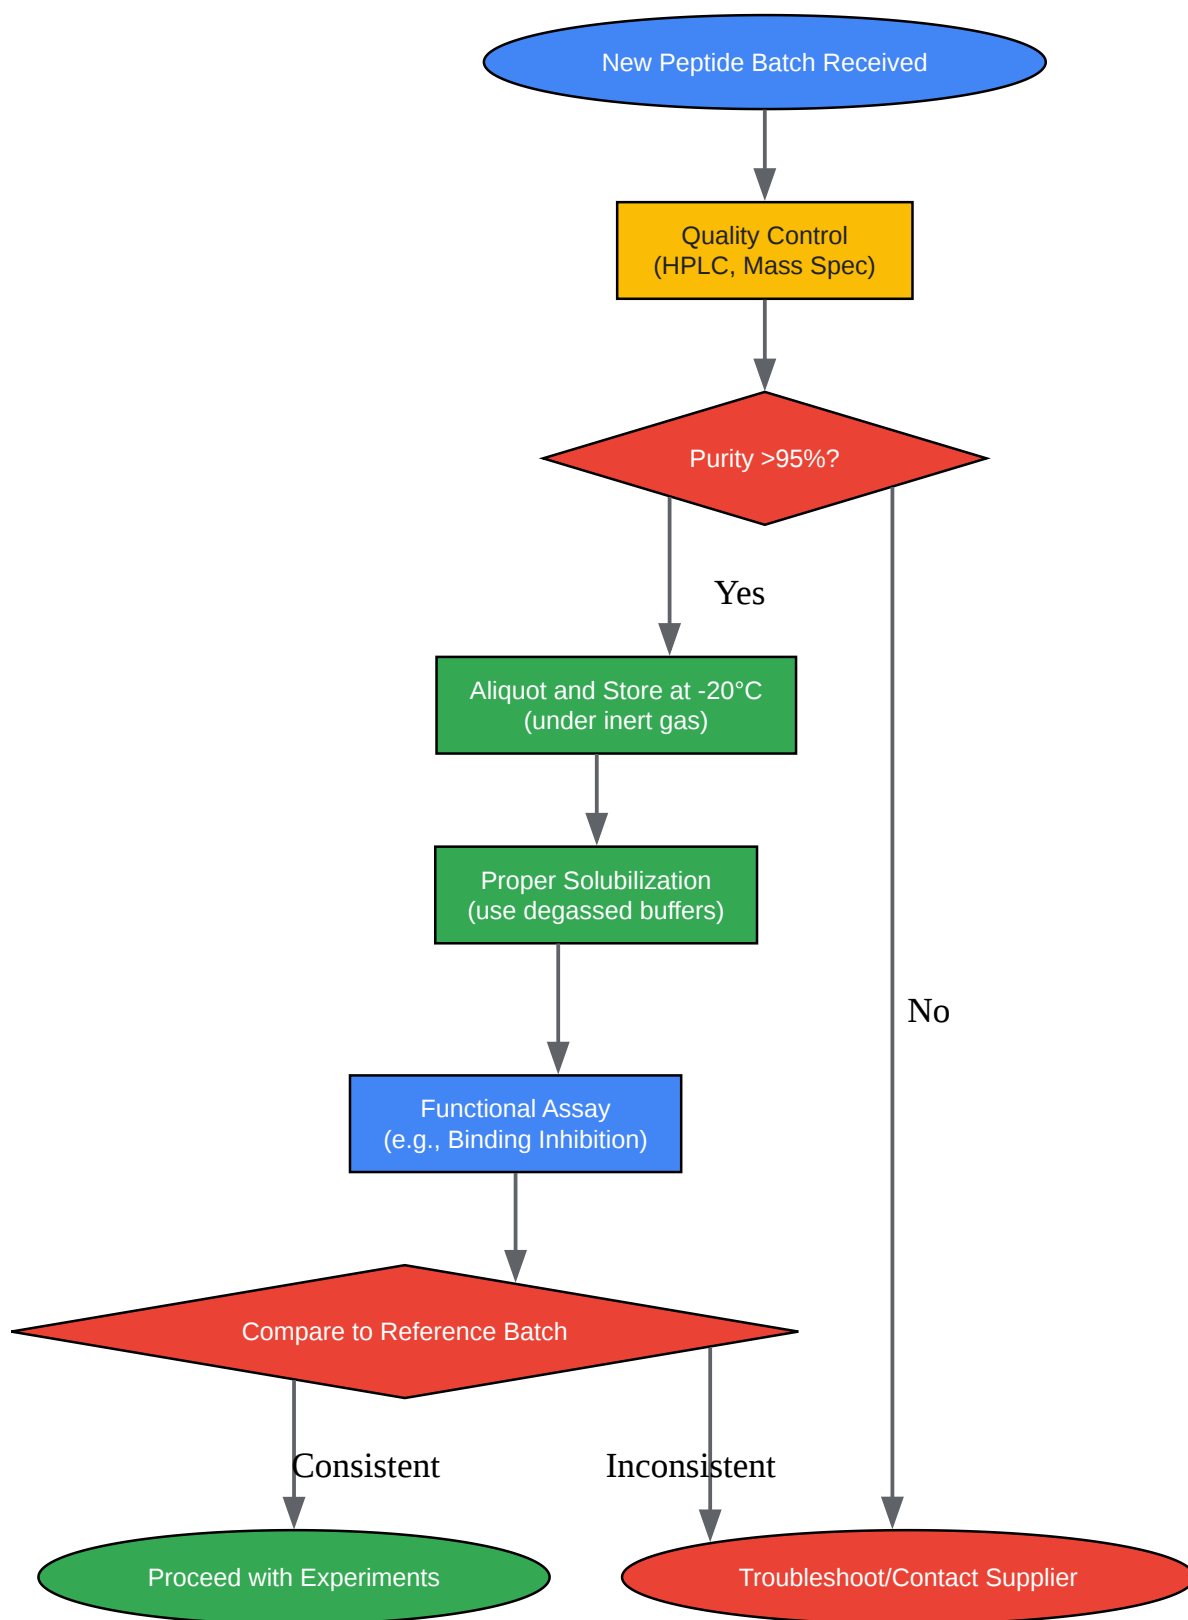 New Peptide Batch Received
Quality Control
(HPLC, Mass Spec)
Purity >95%?
Yes
Aliquot and Store at -20°C
(under inert gas)
Proper Solubilization
(use degassed buffers)
No
Functional Assay
(e.g., Binding Inhibition)
Compare to Reference Batch
Consistent
Inconsistent
Proceed with Experiments
Troubleshoot/Contact Supplier